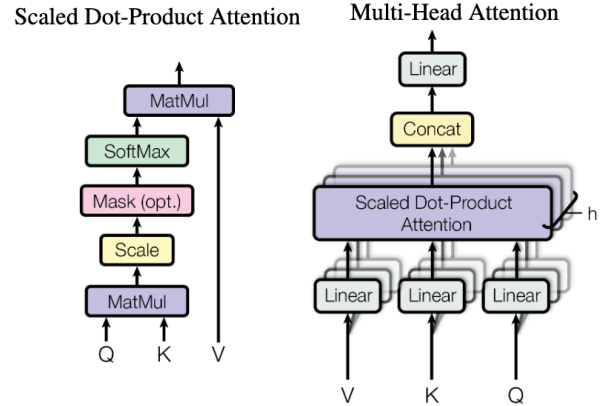 Scaled Dot-Product Attention
MatMul
SoftMax
Mask (opt.)
Scale
MatMul
Q K V
Multi-Head Attention
Linear
Concat
Scaled Dot-Product
Attention
h
Linear Linear Linear
V K Q